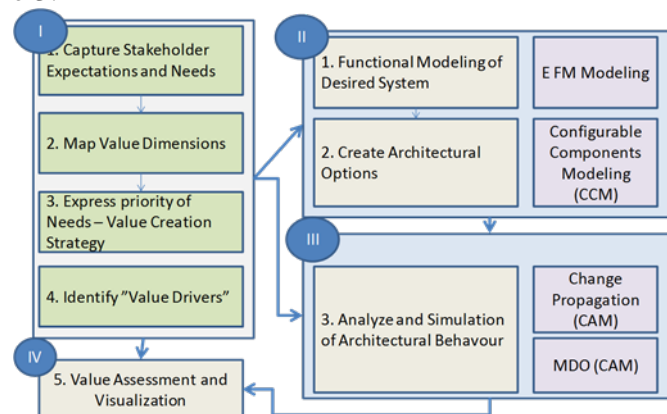 I
1. Capture Stakeholder
Expectations and Needs
2. Map Value Dimensions
3. Express priority of
Needs – Value Creation
Strategy
4. Identify "Value Drivers"
II
1. Functional Modeling of
Desired System
E FM Modeling
2. Create Architectural
Options
Configurable
Components
Modeling
(CCM)
III
3. Analyze and Simulation
of Architectural Behavour
Change
Propagation
(CAM)
MDO (CAM)
IV
5. Value Assessment and
Visualization